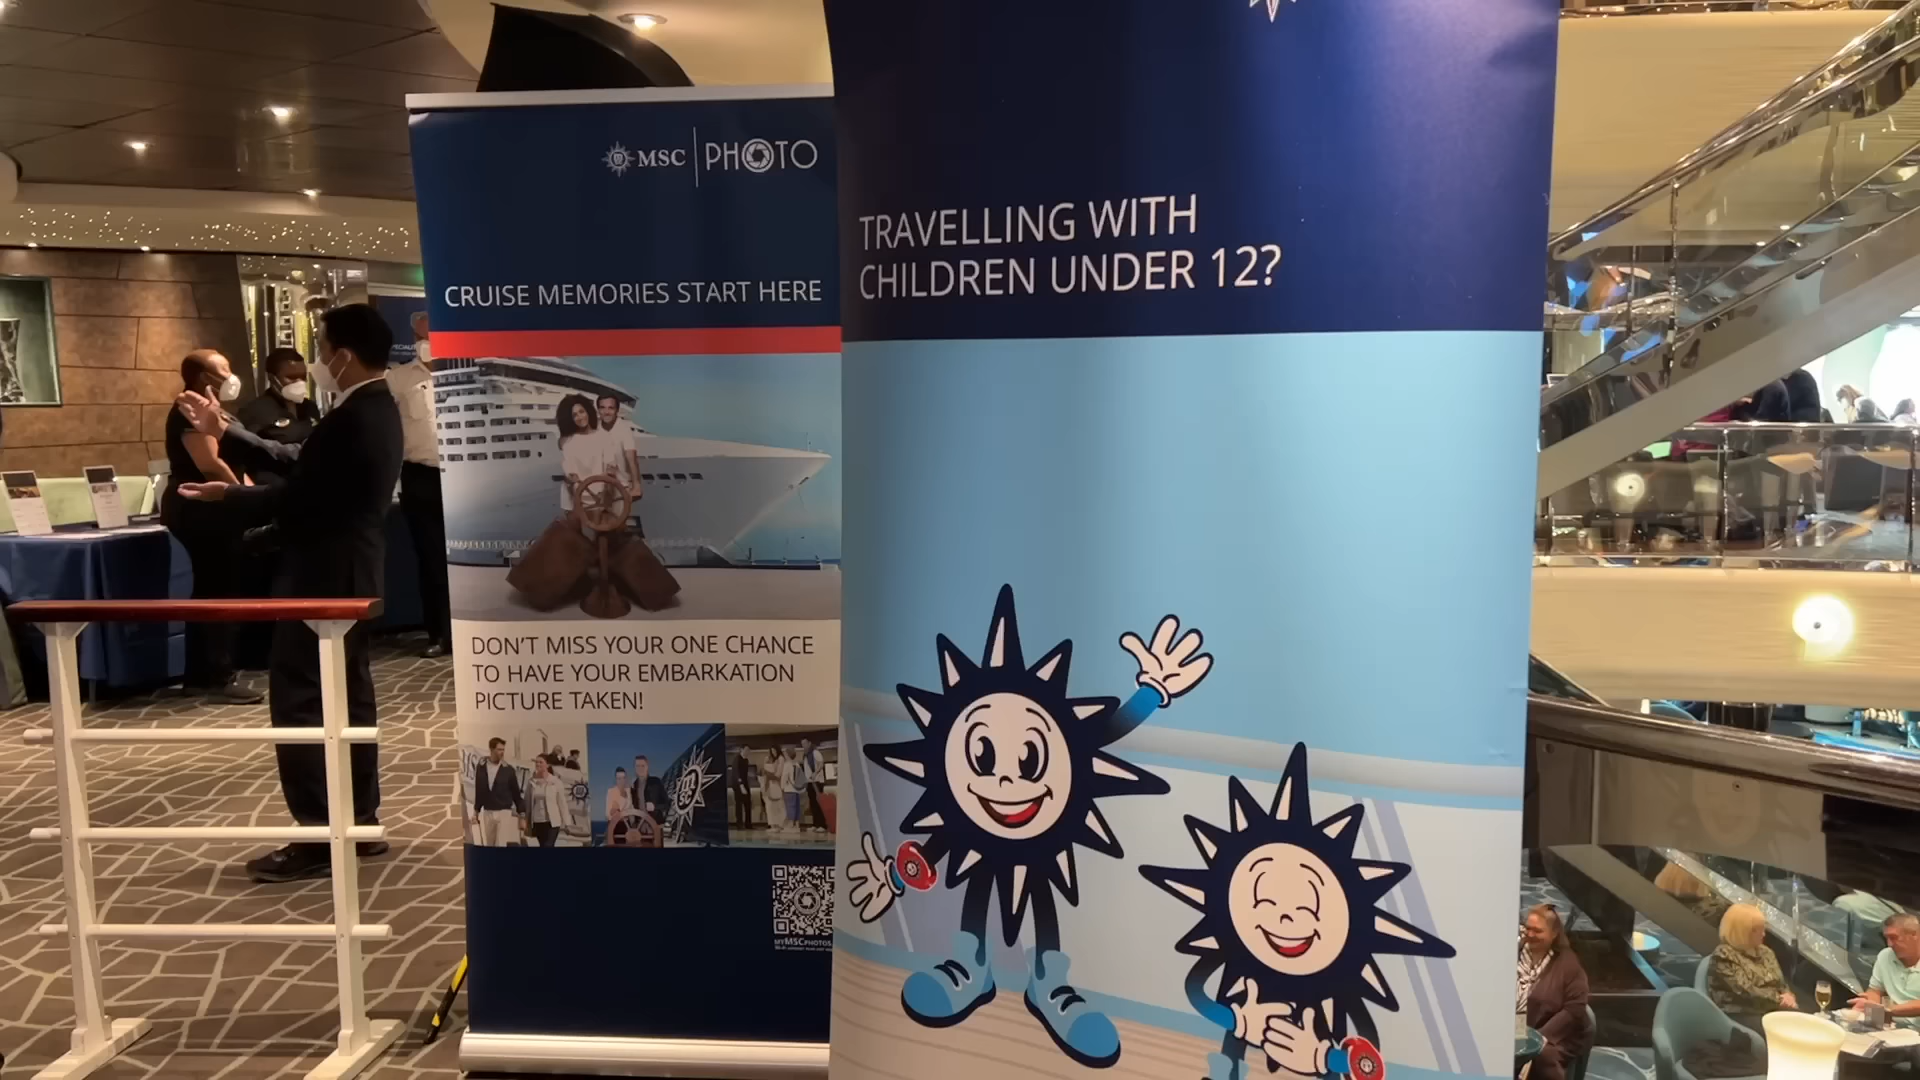 MSC PHOTO
CRUISE MEMORIES START HERE
DON'T MISS YOUR ONE CHANCE
TO HAVE YOUR EMBARKATION
PICTURE TAKEN!
MYMSCPHOTOS
TRAVELLING WITH
CHILDREN UNDER 12?